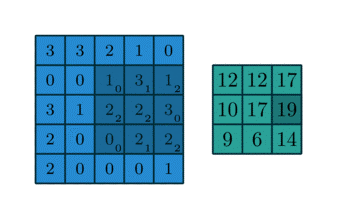 3 3 2 1 0
0 0 1₀ 3₁ 1₂
3 1 2₂ 2₂ 3₀
2 0 0₀ 2₁ 2₂
2 0 0 0 1
12 12 17
10 17 19
9 6 14